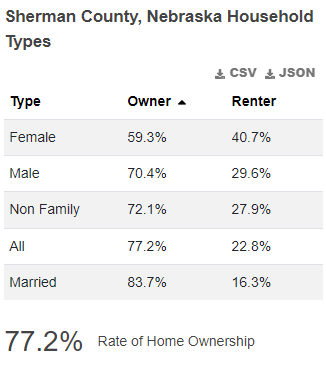 Sherman County, Nebraska Household
Types
CSV JSON
Type Owner Renter
Female 59.3% 40.7%
Male 70.4% 29.6%
Non Family 72.1% 27.9%
All 77.2% 22.8%
Married 83.7% 16.3%
77.2% Rate of Home Ownership